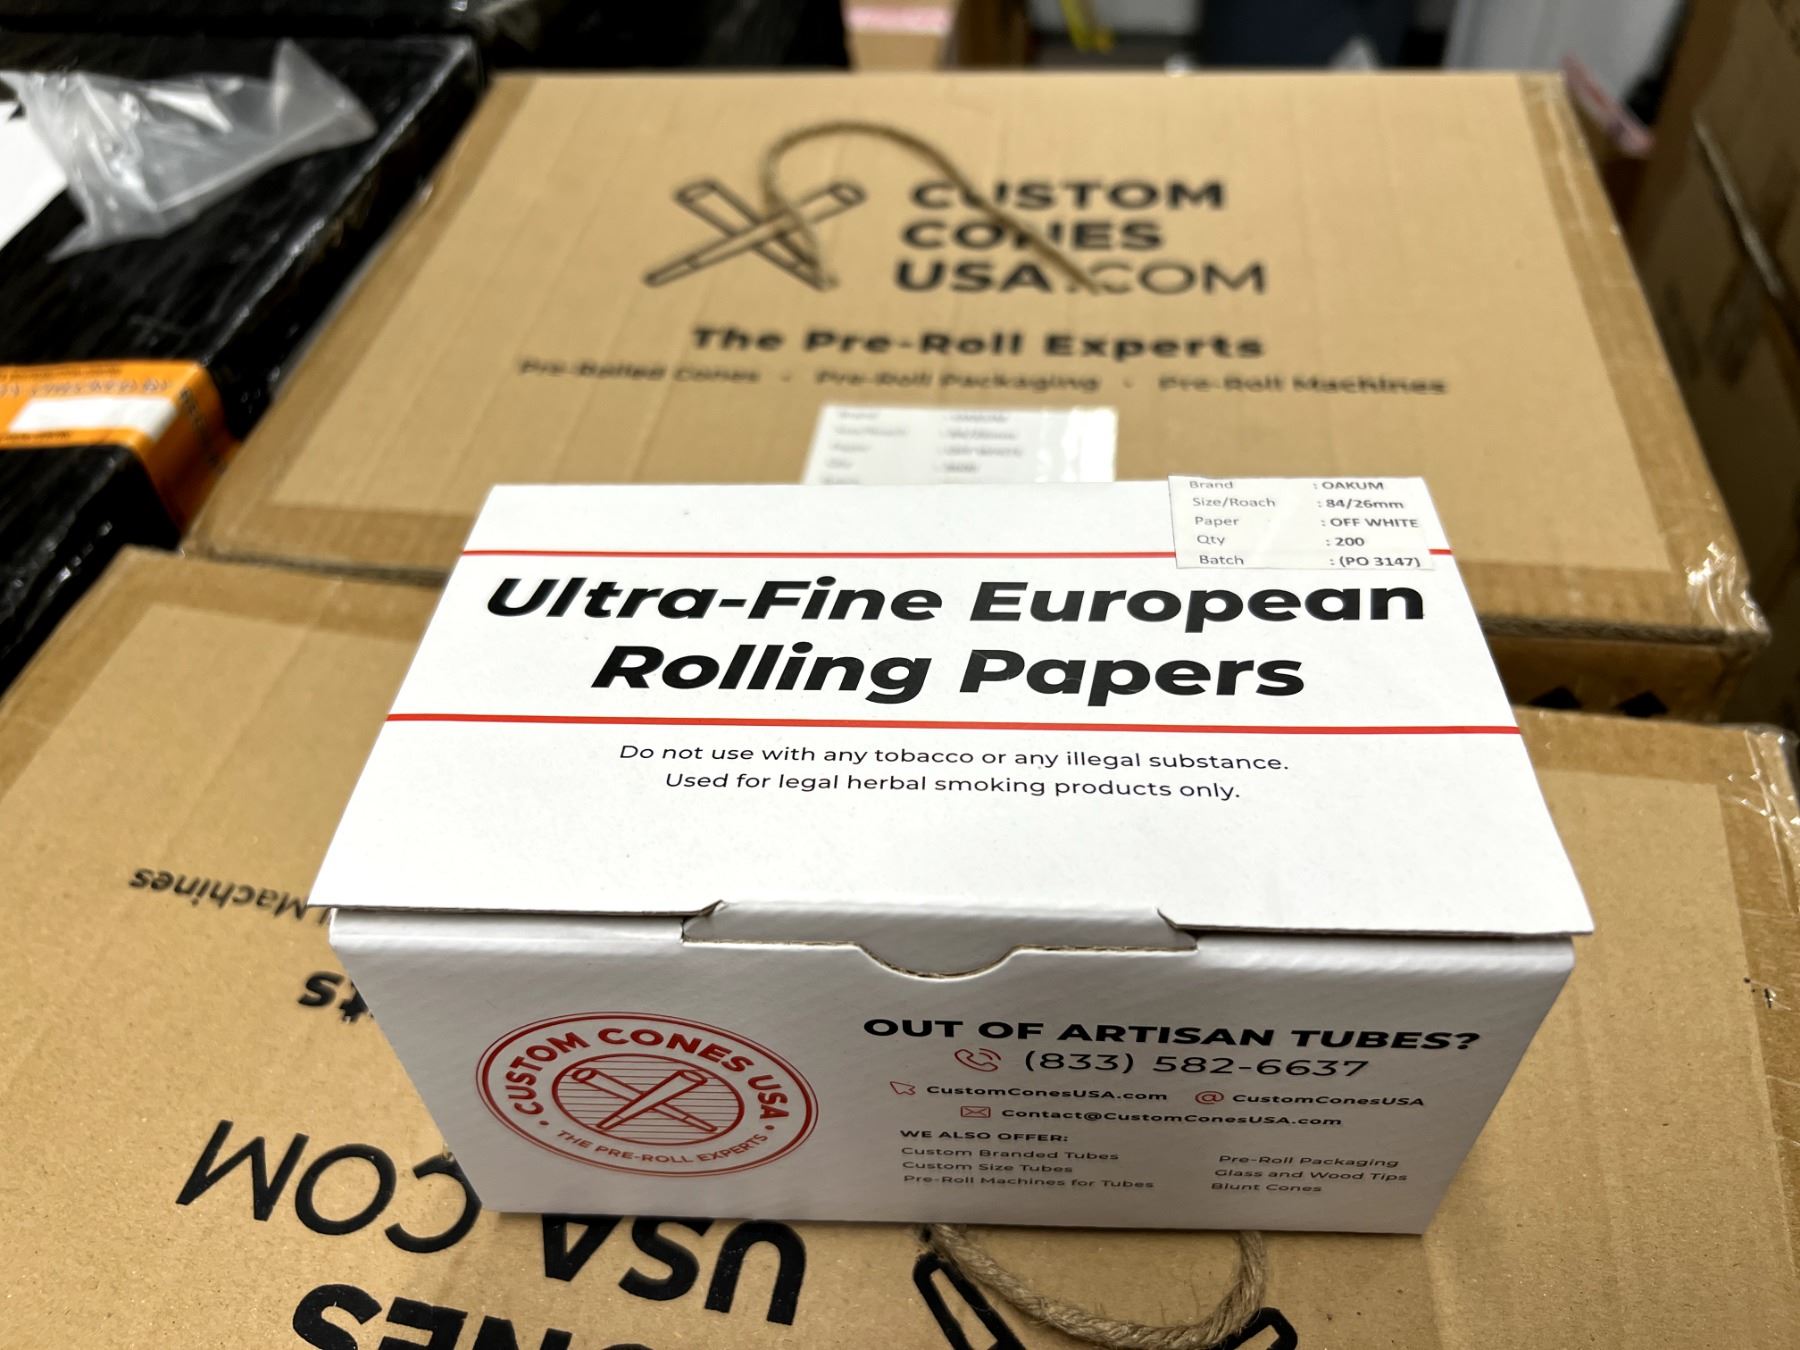 CUSTOM
CONES
USA.COM
The Pre-Roll Experts
Pre-Rolled Cones • Pre-Roll Packaging • Pre-Roll Machines
Brand : OAKUM
Size/Roach : 84/26mm
Paper : OFF WHITE
Qty : 200
Batch : (PO 3147)
Ultra-Fine European
Rolling Papers
Do not use with any tobacco or any illegal substance.
Used for legal herbal smoking products only.
CUSTOM CONES USA
• THE PRE-ROLL EXPERTS •
OUT OF ARTISAN TUBES?
(833) 582-6637
CustomConesUSA.com @ CustomConesUSA
Contact@CustomConesUSA.com
WE ALSO OFFER:
Custom Branded Tubes
Custom Size Tubes
Pre-Roll Machines for Tubes
Pre-Roll Packaging
Glass and Wood Tips
Blunt Cones
Machines
USA.COM